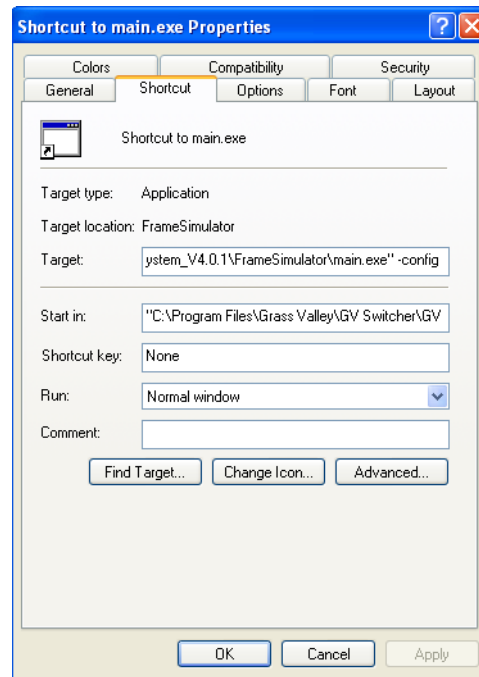 Shortcut to main.exe Properties
Colors Compatibility Security
General Shortcut Options Font Layout
Shortcut to main.exe
Target type: Application
Target location: FrameSimulator
Target: ystem_V4.0.1\FrameSimulator\main.exe" -config
Start in: "C:\Program Files\Grass Valley\GV Switcher\GV
Shortcut key: None
Run: Normal window
Comment:
Find Target... Change Icon... Advanced...
OK Cancel Apply